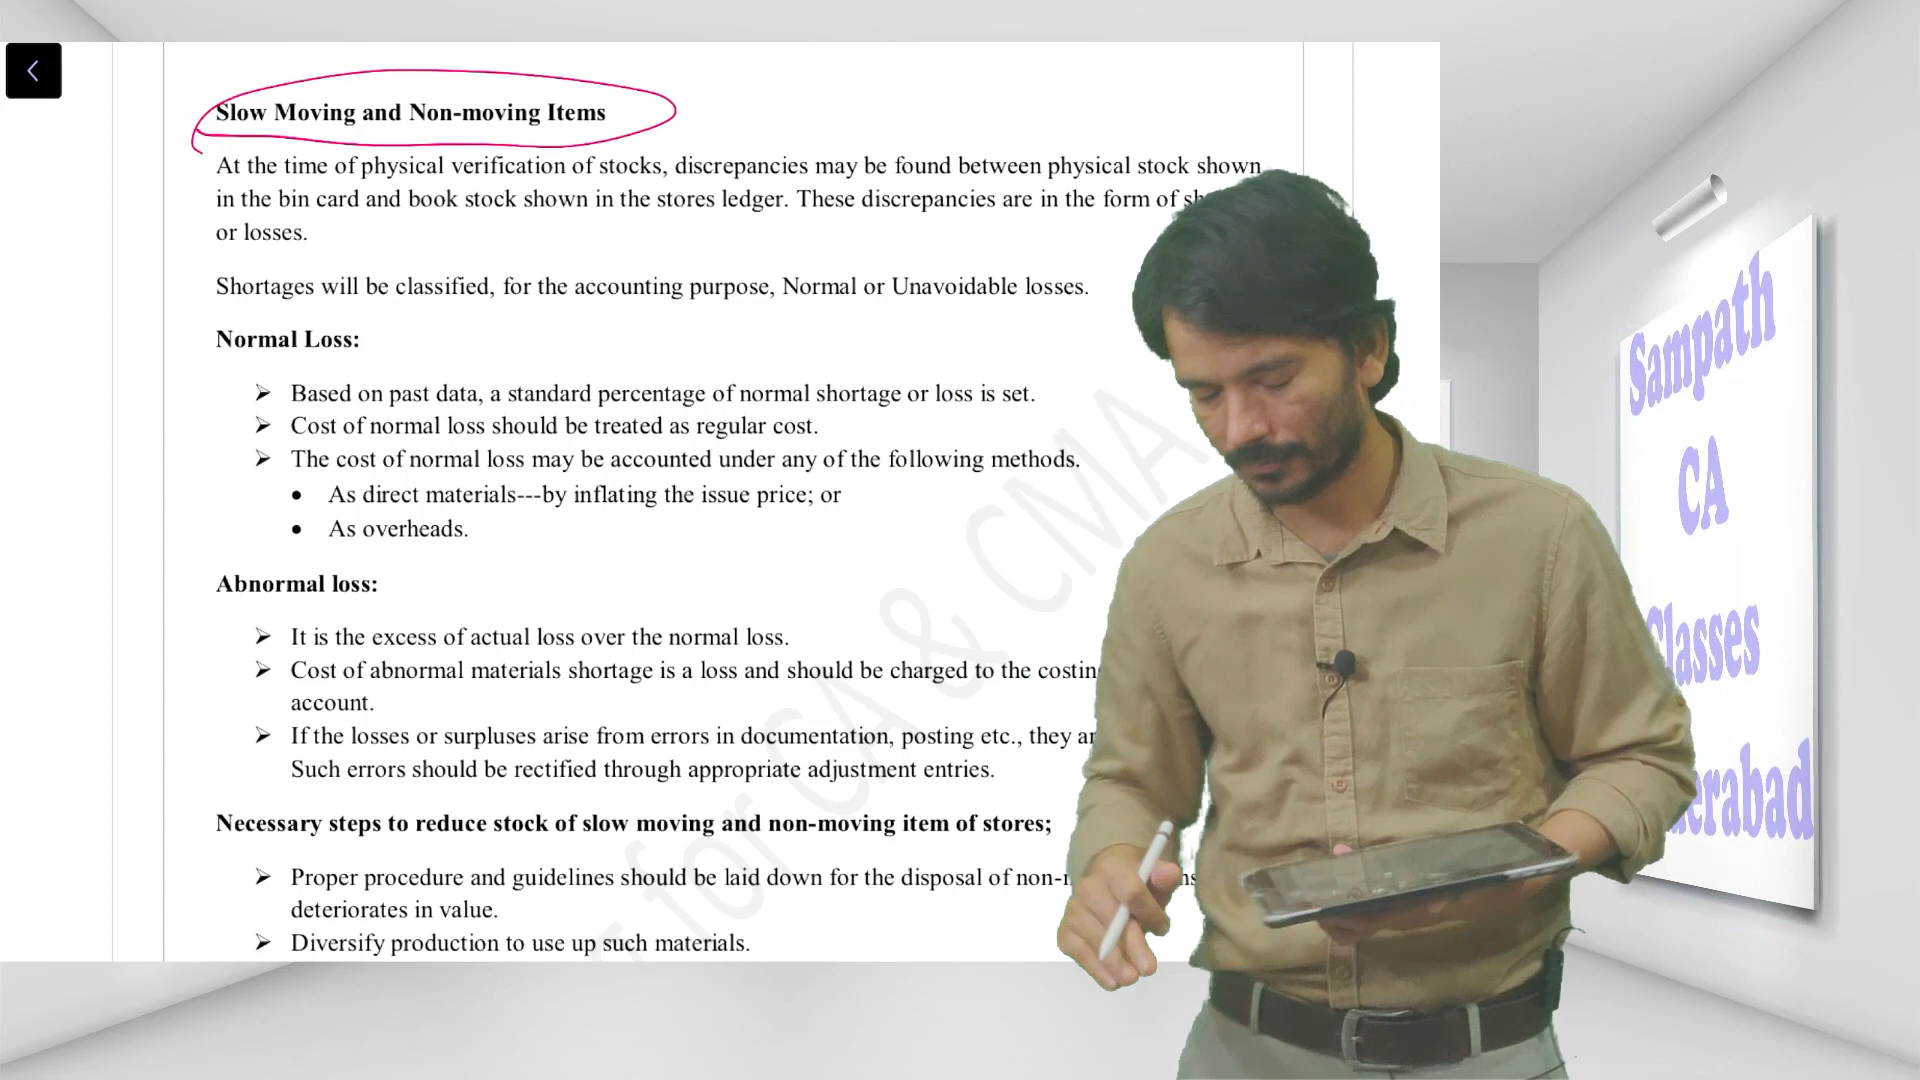 Slow Moving and Non-moving Items
At the time of physical verification of stocks, discrepancies may be found between physical stock shown
in the bin card and book stock shown in the stores ledger. These discrepancies are in the form of
or losses.
Shortages will be classified, for the accounting purpose, Normal or Unavoidable losses.
Normal Loss:
➢ Based on past data, a standard percentage of normal shortage or loss is set.
➢ Cost of normal loss should be treated as regular cost.
➢ The cost of normal loss may be accounted under any of the following methods.
• As direct materials---by inflating the issue price; or
• As overheads.
Abnormal loss:
➢ It is the excess of actual loss over the normal loss.
➢ Cost of abnormal materials shortage is a loss and should be charged to the
account.
➢ If the losses or surpluses arise from errors in documentation, posting etc., they
Such errors should be rectified through appropriate adjustment entries.
Necessary steps to reduce stock of slow moving and non-moving item of stores;
➢ Proper procedure and guidelines should be laid down for the disposal of
deteriorates in value.
➢ Diversify production to use up such materials.
for CA & CMA
Sampath
CA
Classes